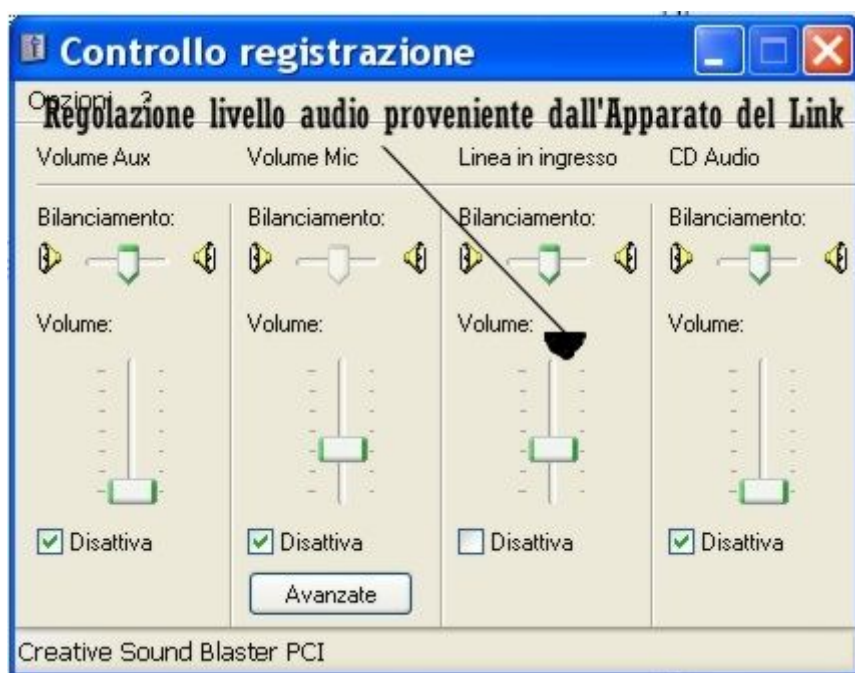 Controllo registrazione
Opzioni ?
Regolazione livello audio proveniente dall'Apparato del Link
Volume Aux Volume Mic Linea in ingresso CD Audio
Bilanciamento: Bilanciamento: Bilanciamento: Bilanciamento:
Volume: Volume: Volume: Volume:
Disattiva Disattiva Disattiva Disattiva
Avanzate
Creative Sound Blaster PCI